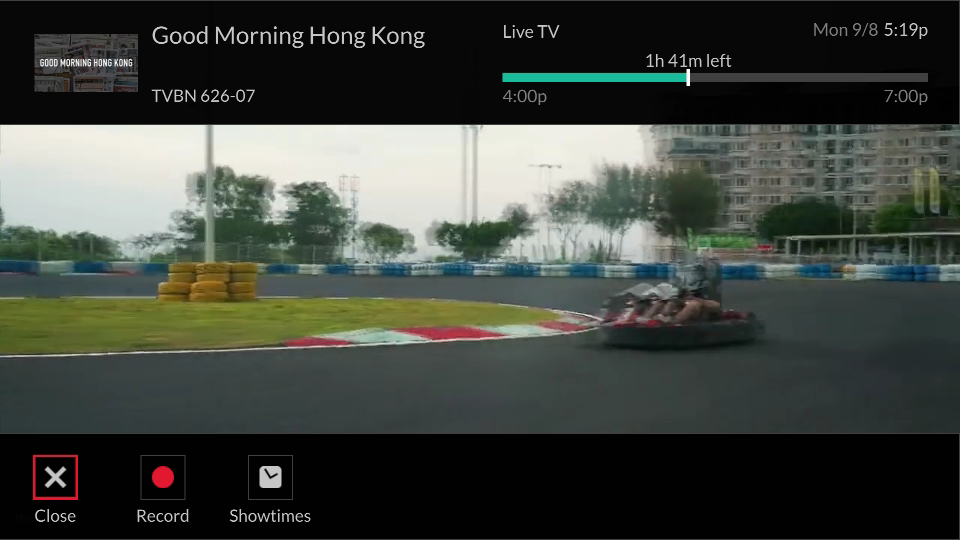 GOOD MORNING HONG KONG
Good Morning Hong Kong
TVBN 626-07
Live TV
Mon 9/8 5:19p
1h 41m left
4:00p
7:00p
Close
Record
Showtimes